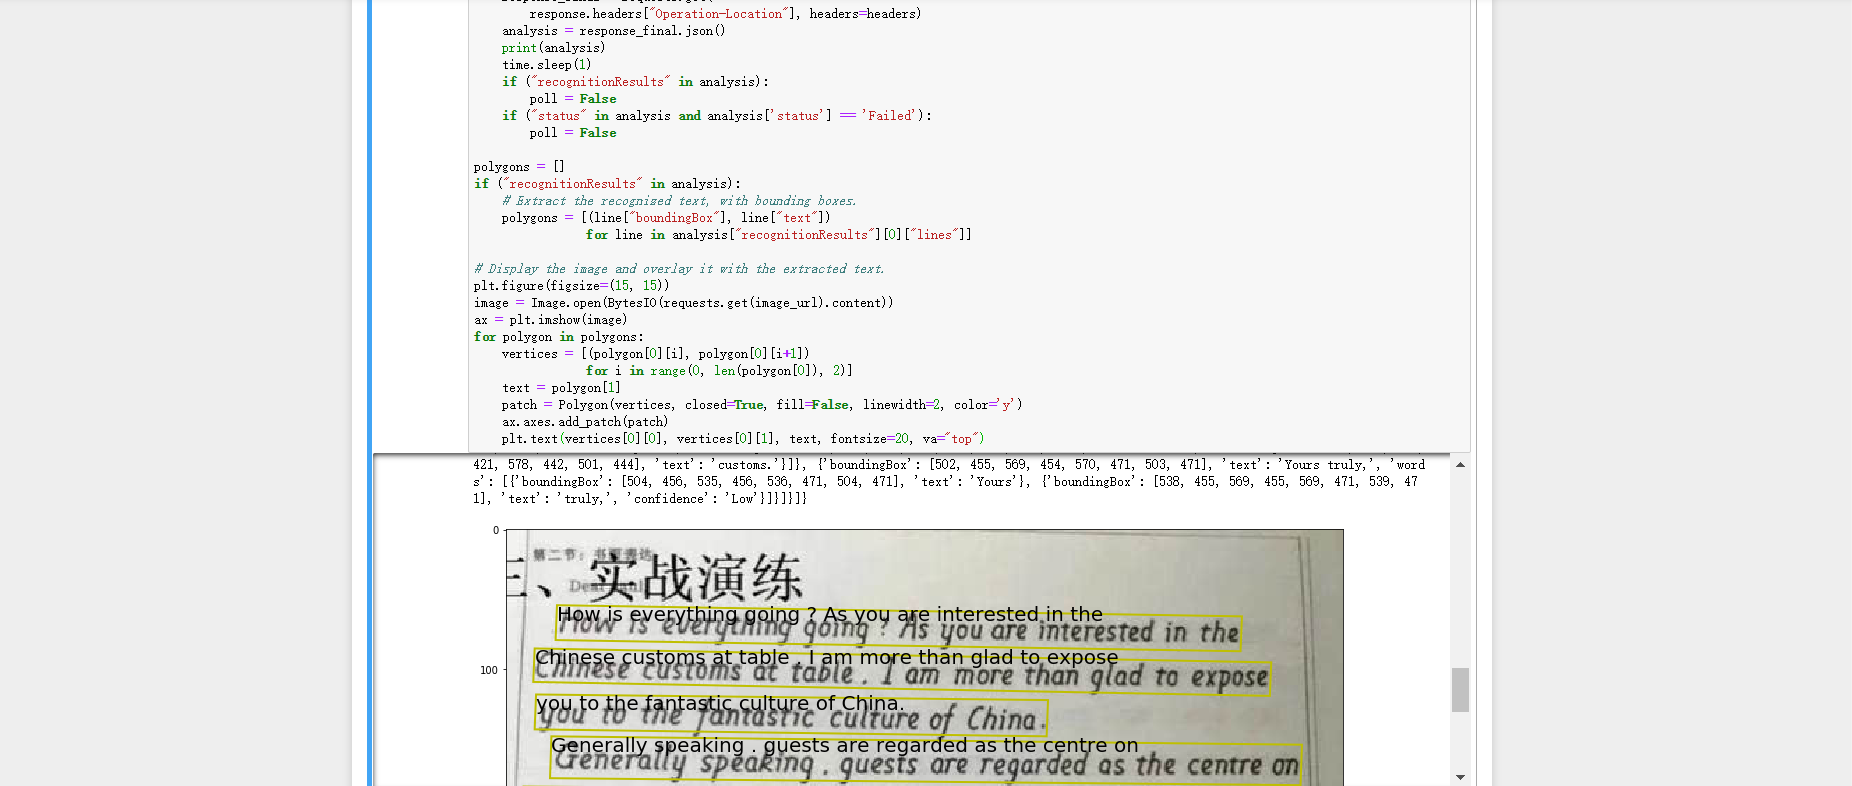 response.headers["Operation-Location"], headers=headers)
analysis = response_final.json()
print(analysis)
time.sleep(1)
if ("recognitionResults" in analysis):
poll = False
if ("status" in analysis and analysis['status'] == 'Failed'):
poll = False
polygons = []
if ("recognitionResults" in analysis):
# Extract the recognized text, with bounding boxes.
polygons = [(line["boundingBox"], line["text"])
for line in analysis["recognitionResults"][0]["lines"]]
# Display the image and overlay it with the extracted text.
plt.figure(figsize=(15, 15))
image = Image.open(BytesIO(requests.get(image_url).content))
ax = plt.imshow(image)
for polygon in polygons:
vertices = [(polygon[0][i], polygon[0][i+1])
for i in range(0, len(polygon[0]), 2)]
text = polygon[1]
patch = Polygon(vertices, closed=True, fill=False, linewidth=2, color='y')
ax.axes.add_patch(patch)
plt.text(vertices[0][0], vertices[0][1], text, fontsize=20, va="top")
421, 578, 442, 501, 444], 'text': 'customs.'}]}, {'boundingBox': [502, 455, 569, 454, 570, 471, 503, 471], 'text': 'Yours truly,', 'word
s': [{'boundingBox': [504, 456, 535, 456, 536, 471, 504, 471], 'text': 'Yours'}, {'boundingBox': [538, 455, 569, 455, 569, 471, 539, 47
1], 'text': 'truly,', 'confidence': 'Low'}]}]}]}
0
第二节：书面表达
三、实战演练
Dear
How is everything going ? As you are interested in the
How is everything going ? As you are interested in the
Chinese customs at table . I am more than glad to expose
Chinese customs at table . I am more than glad to expose
100
you to the fantastic culture of China.
you to the fantastic culture of China.
Generally speaking . guests are regarded as the centre on
Generally speaking . guests are regarded as the centre on